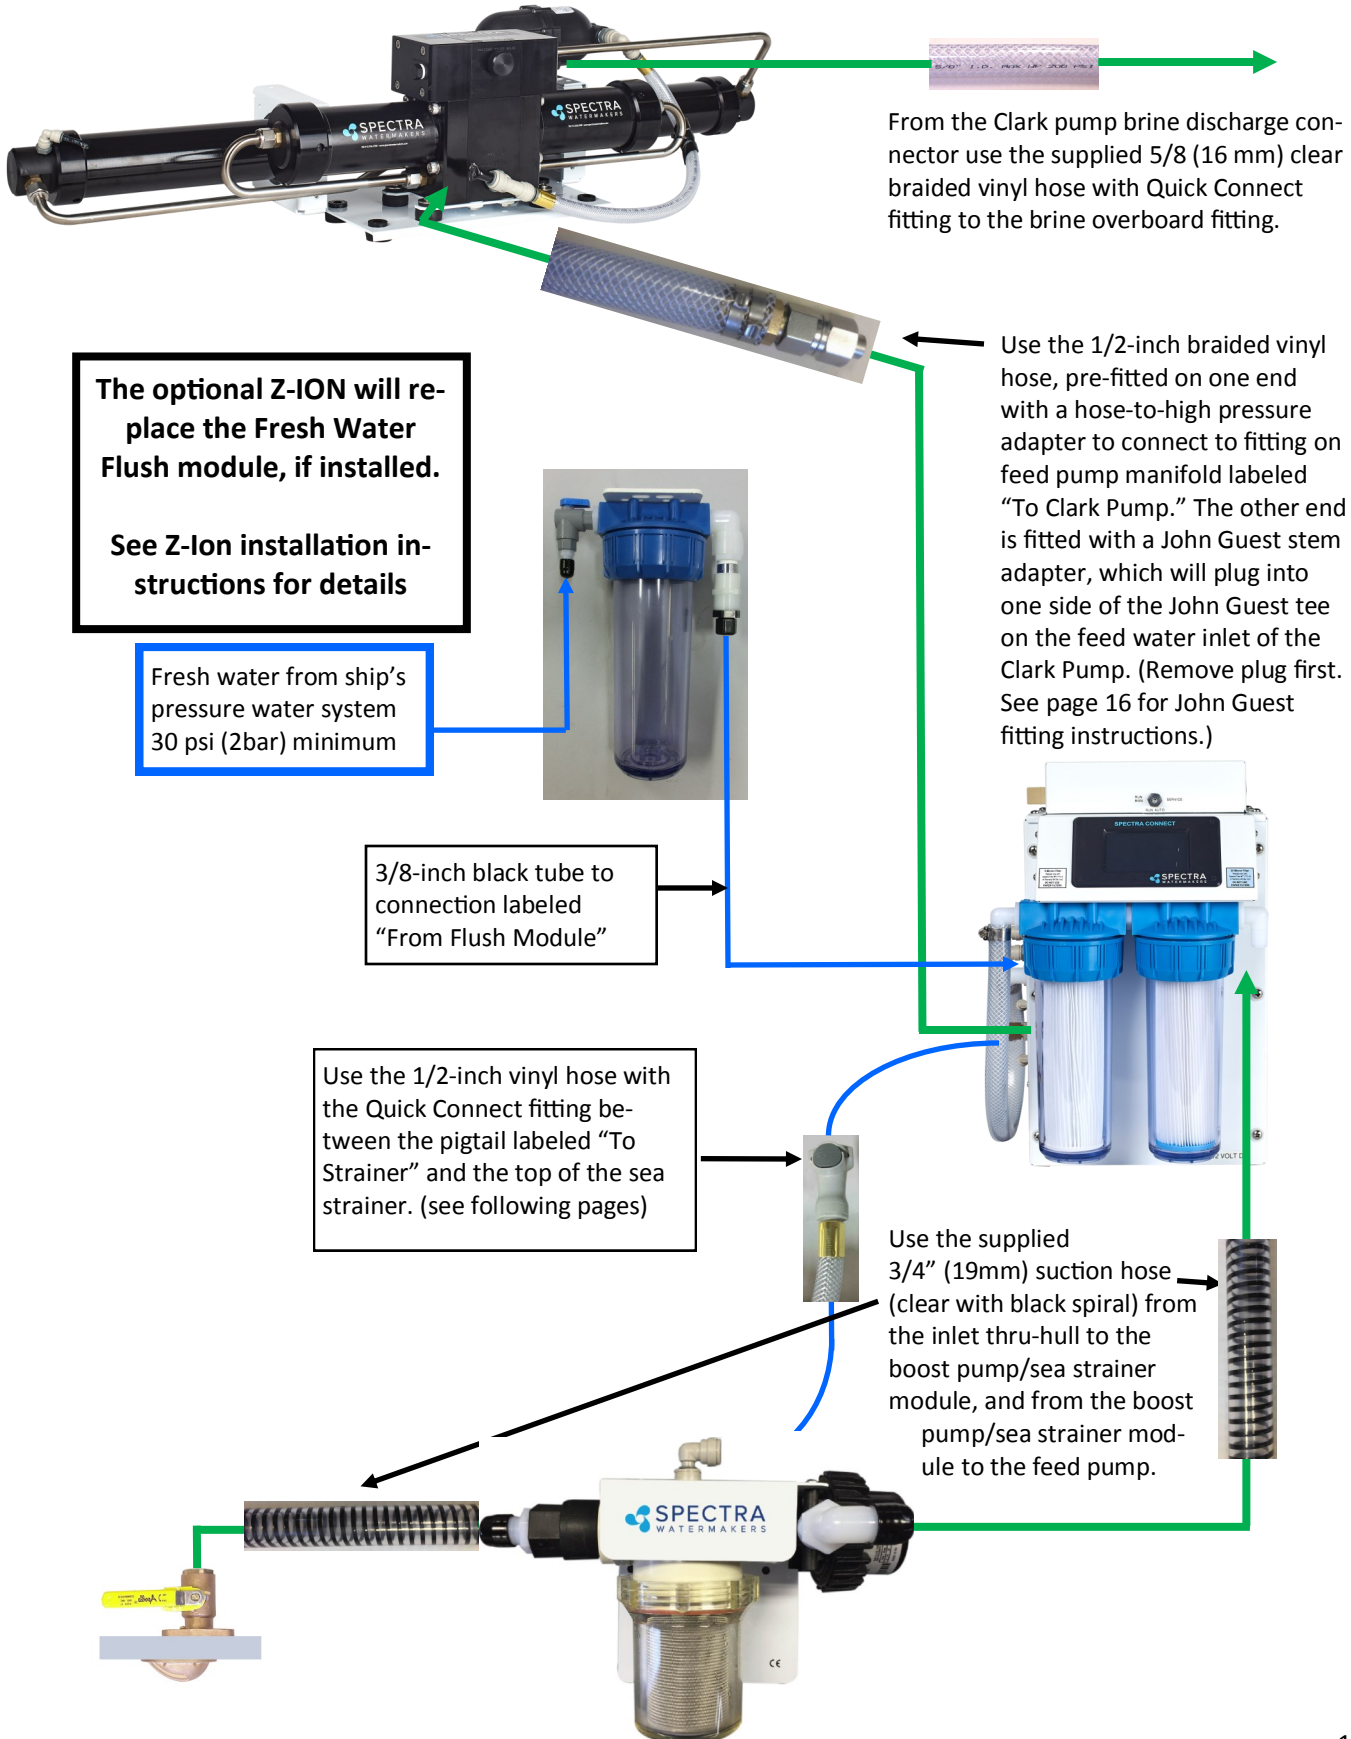 SPECTRA
WATERMAKERS
SPECTRA
WATERMAKERS
5/8" I.D. MAX WP 200 PSI
From the Clark pump brine discharge con-
nector use the supplied 5/8 (16 mm) clear
braided vinyl hose with Quick Connect
fitting to the brine overboard fitting.
Use the 1/2-inch braided vinyl
hose, pre-fitted on one end
with a hose-to-high pressure
adapter to connect to fitting on
feed pump manifold labeled
“To Clark Pump.” The other end
is fitted with a John Guest stem
adapter, which will plug into
one side of the John Guest tee
on the feed water inlet of the
Clark Pump. (Remove plug first.
See page 16 for John Guest
fitting instructions.)
The optional Z-ION will re-
place the Fresh Water
Flush module, if installed.
See Z-Ion installation in-
structions for details
Fresh water from ship’s
pressure water system
30 psi (2bar) minimum
3/8-inch black tube to
connection labeled
“From Flush Module”
SPECTRA CONNECT
SPECTRA
WATERMAKERS
Use the 1/2-inch vinyl hose with
the Quick Connect fitting be-
tween the pigtail labeled “To
Strainer” and the top of the sea
strainer. (see following pages)
Use the supplied
3/4” (19mm) suction hose
(clear with black spiral) from
the inlet thru-hull to the
boost pump/sea strainer
module, and from the boost
pump/sea strainer mod-
ule to the feed pump.
SPECTRA
WATERMAKERS
CE